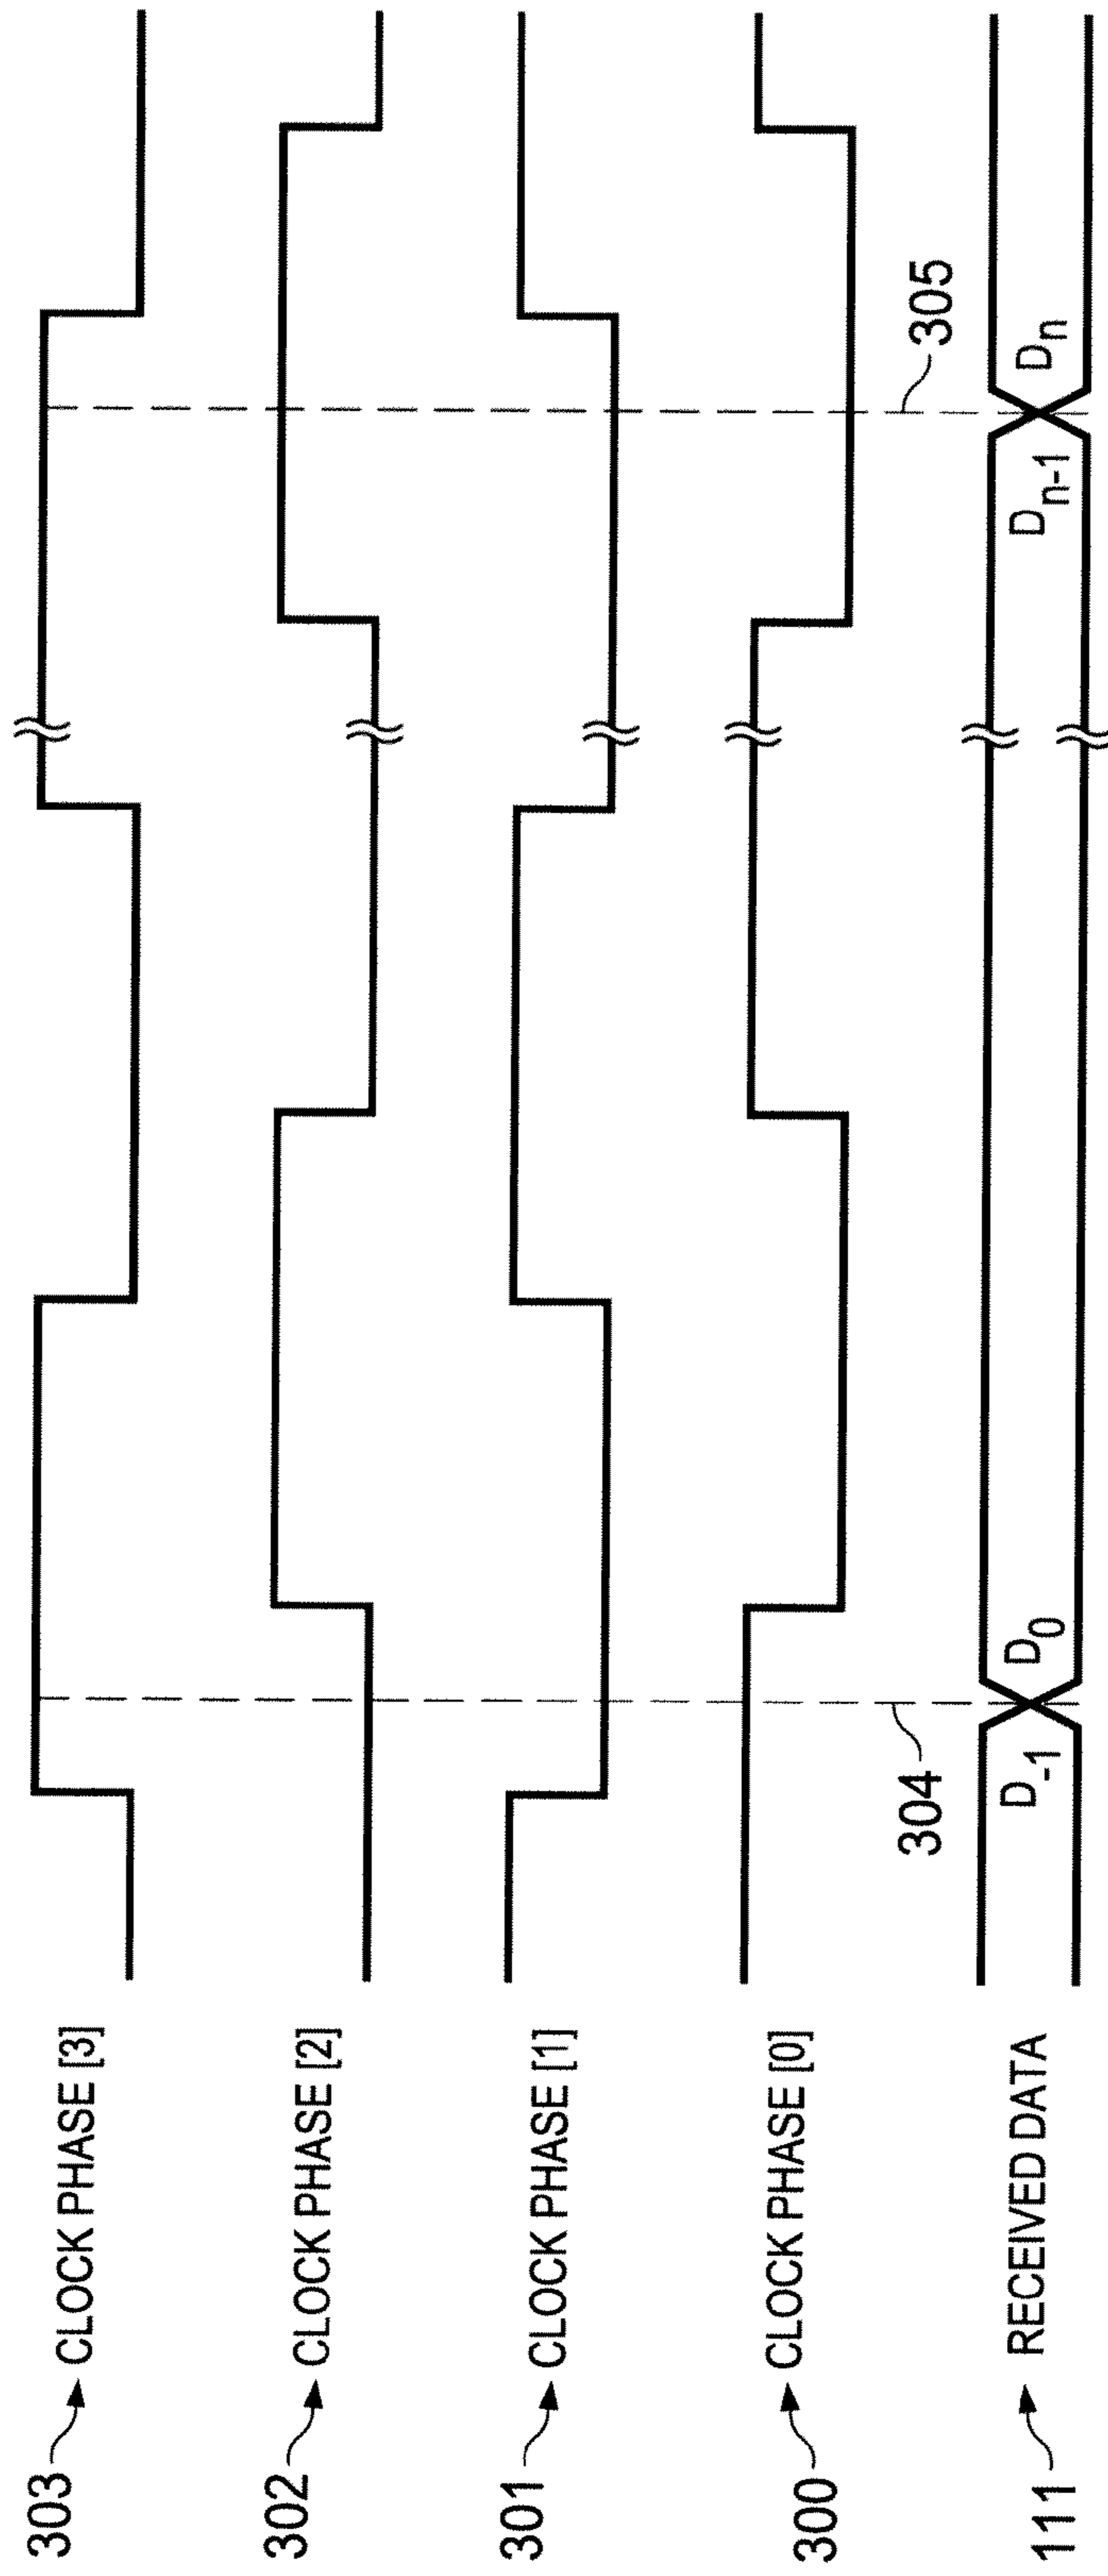 303 CLOCK PHASE [3]
302 CLOCK PHASE [2]
301 CLOCK PHASE [1]
300 CLOCK PHASE [0]
304
305
111 RECEIVED DATA
D-1 D0 Dn-1 Dn